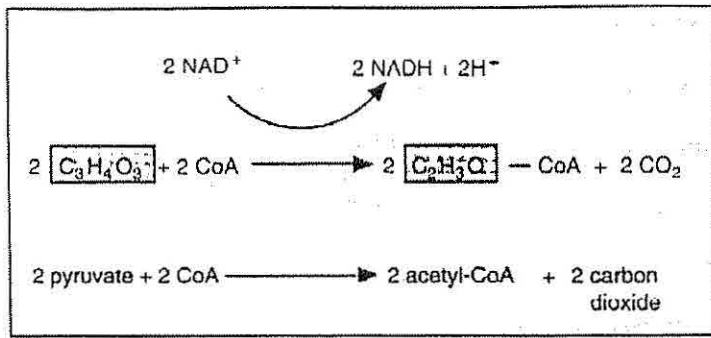 2 NAD⁺ 2 NADH + 2H⁺
2 C₃H₄O₃ + 2 CoA 2 C₂H₃O — CoA + 2 CO₂
2 pyruvate + 2 CoA 2 acetyl-CoA + 2 carbon
dioxide